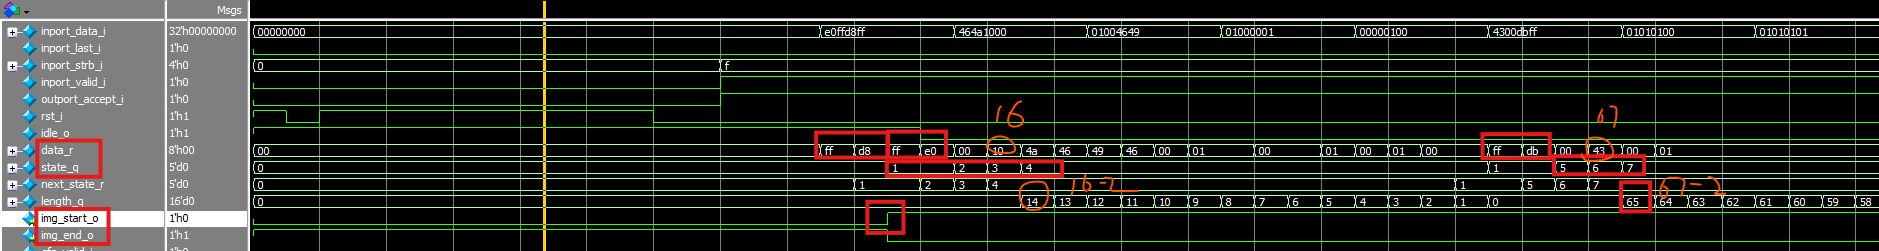 Msgs
inport_data_i 32'h00000000 00000000 e0ffd8ff 464a1000 01004649 01000001 00000100 4300dbff 01010100 01010101
inport_last_i 1'h0
inport_strb_i 4'h0 0 f
inport_valid_i 1'h0
outport_accept_i 1'h0
rst_i 1'h1 16 67
idle_o 1'h1
data_r 8'h00 00 ff d8 ff e0 00 10 4a 46 49 46 00 01 00 01 00 01 00 ff db 00 43 00 01
state_q 5'd0 0 1 2 3 4 1 5 6 7
next_state_r 5'd0 0 1 2 3 4 16-2 1 5 6 7 67-2
length_q 16'd0 0 14 13 12 11 10 9 8 7 6 5 4 3 2 1 0 65 64 63 62 61 60 59 58
img_start_o 1'h0
img_end_o 1'h1